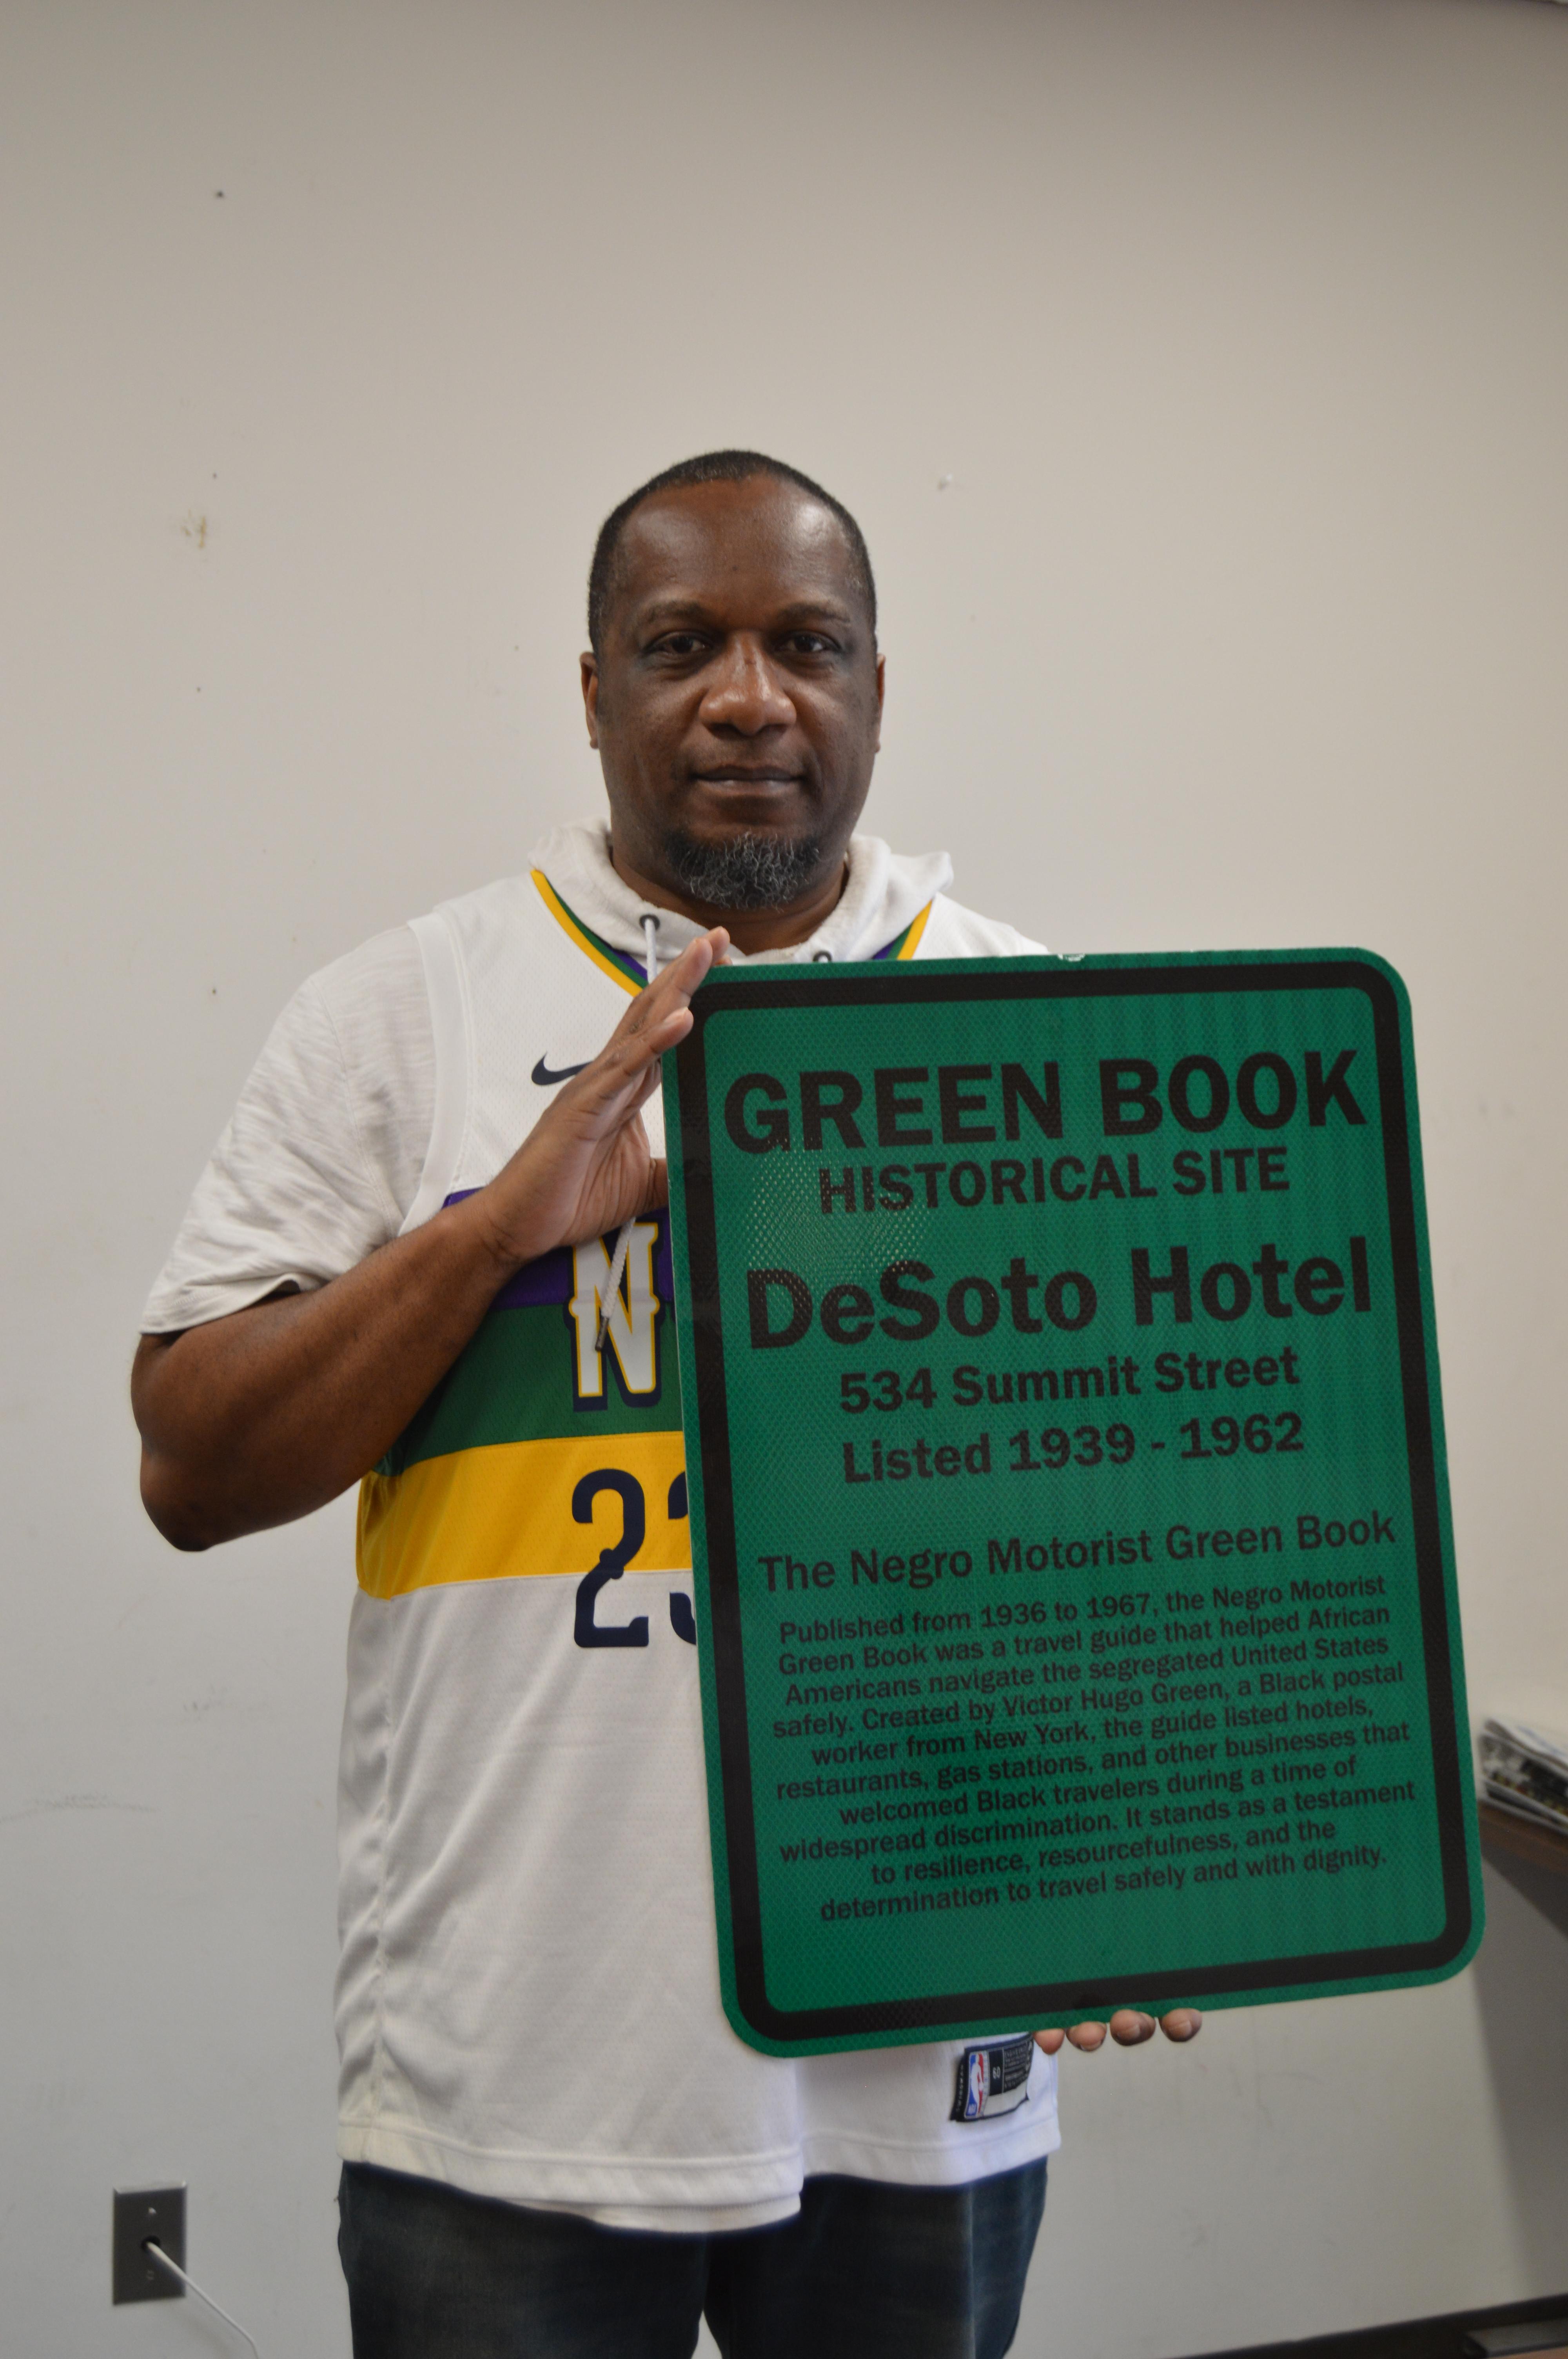 GREEN BOOK
HISTORICAL SITE
DeSoto Hotel
534 Summit Street
Listed 1939 - 1962
The Negro Motorist Green Book
Published from 1936 to 1967, the Negro Motorist
Green Book was a travel guide that helped African
Americans navigate the segregated United States
safely. Created by Victor Hugo Green, a Black postal
worker from New York, the guide listed hotels,
restaurants, gas stations, and other businesses that
welcomed Black travelers during a time of
widespread discrimination. It stands as a testament
to resilience, resourcefulness, and the
determination to travel safely and with dignity.
N
2